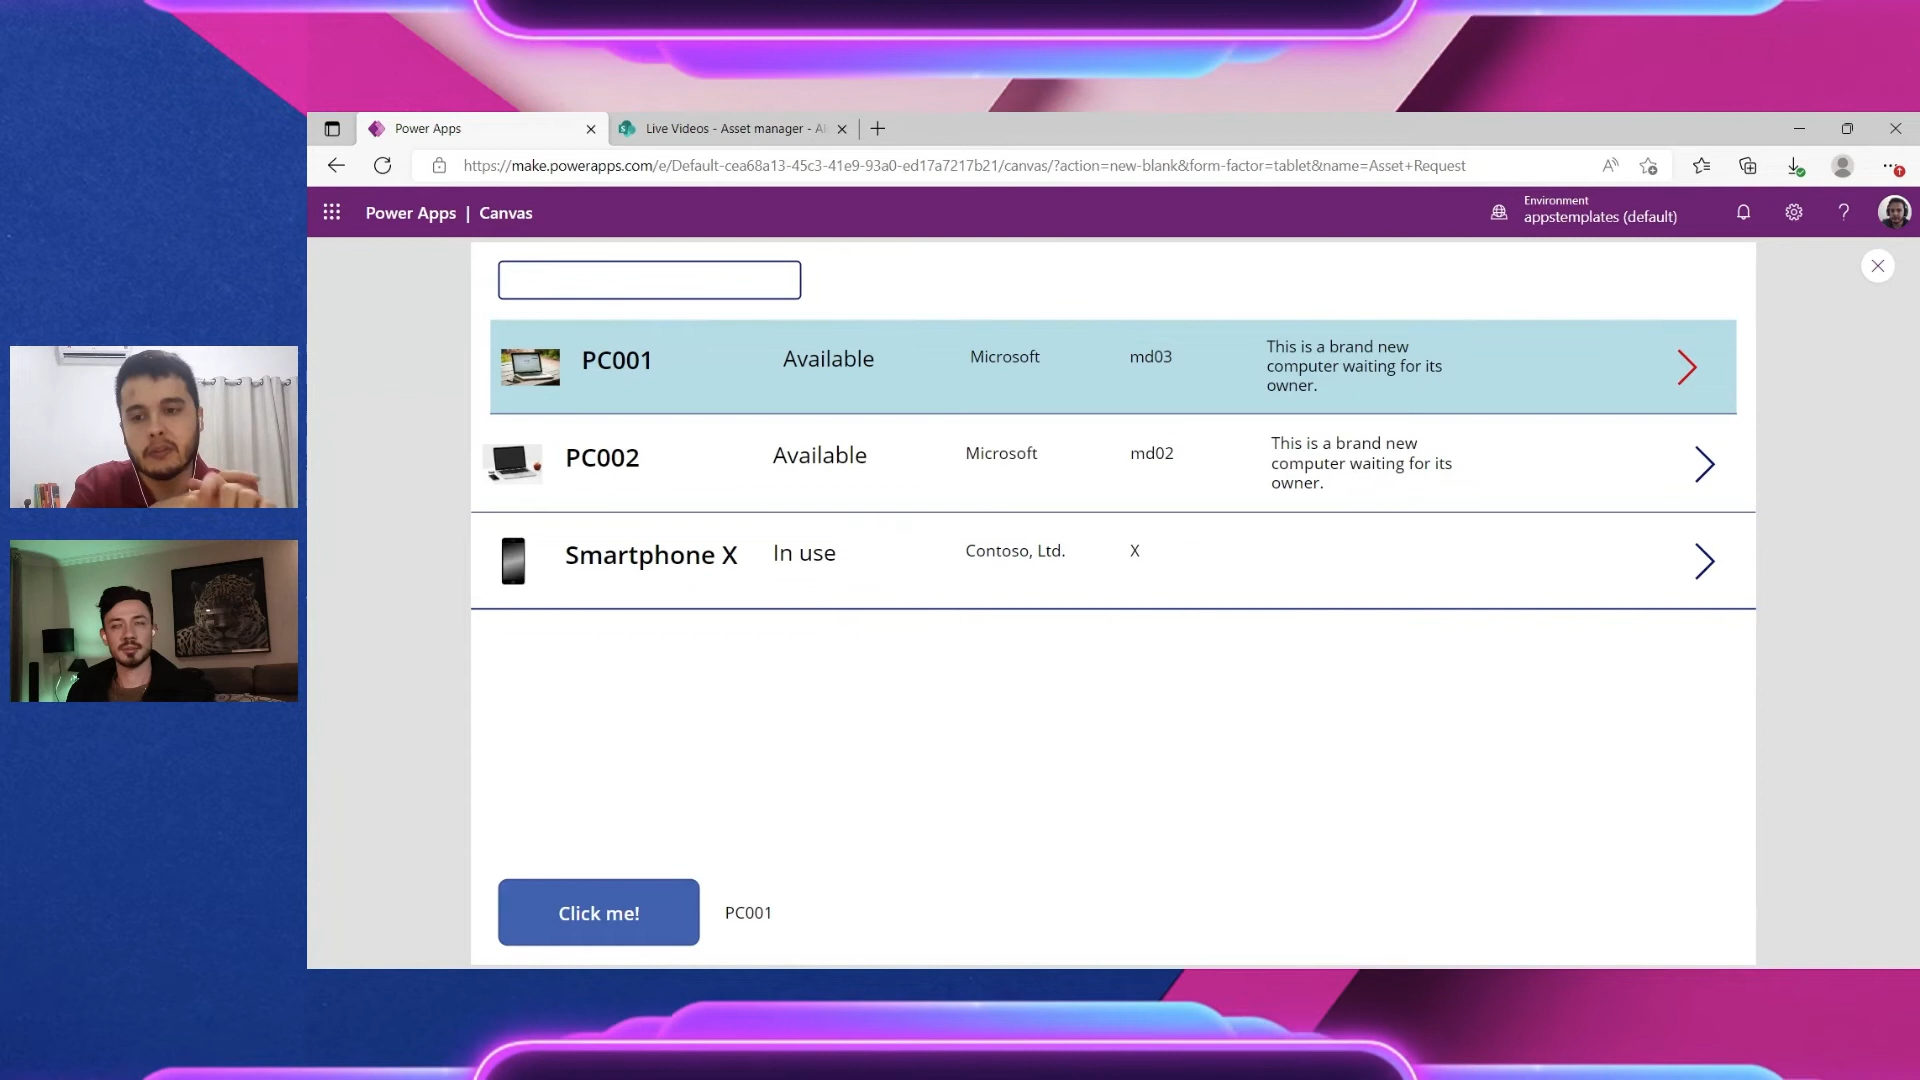 Power Apps
Live Videos - Asset manager - Al
https://make.powerapps.com/e/Default-cea68a13-45c3-41e9-93a0-ed17a7217b21/canvas/?action=new-blank&form-factor=tablet&name=Asset+Request
Power Apps | Canvas
Environment
appstemplates (default)
PC001
Available
Microsoft
md03
This is a brand new
computer waiting for its
owner.
PC002
Available
Microsoft
md02
This is a brand new
computer waiting for its
owner.
Smartphone X
In use
Contoso, Ltd.
X
Click me!
PC001